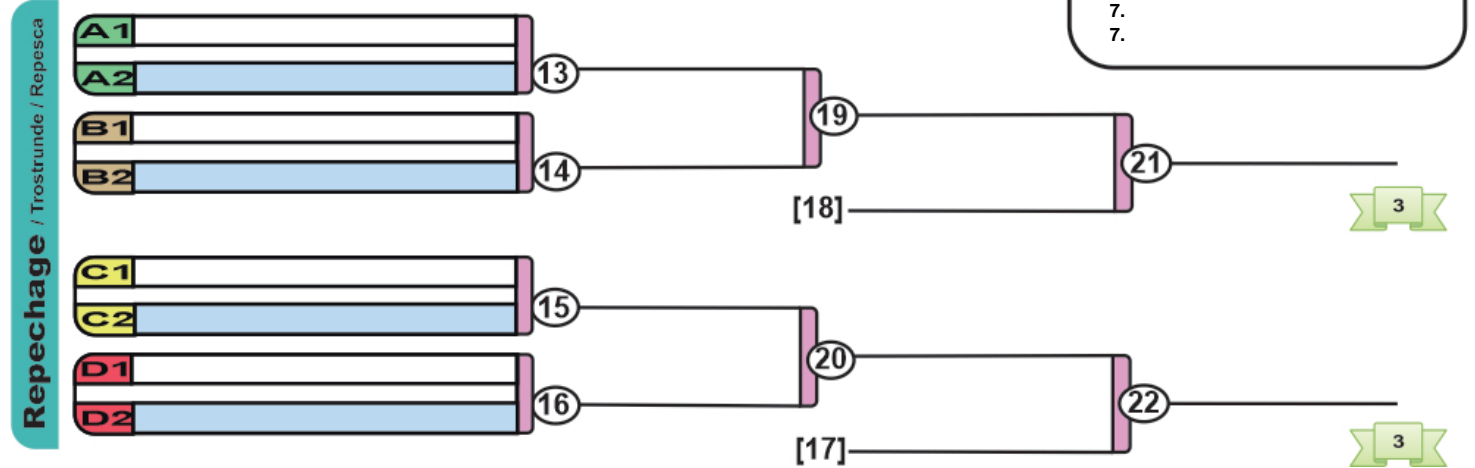 7.
7.
Repechage / Trostrunde / Repesca
A1
A2
13
B1
B2
14
19
[18]
21
3
C1
C2
15
D1
D2
16
20
[17]
22
3